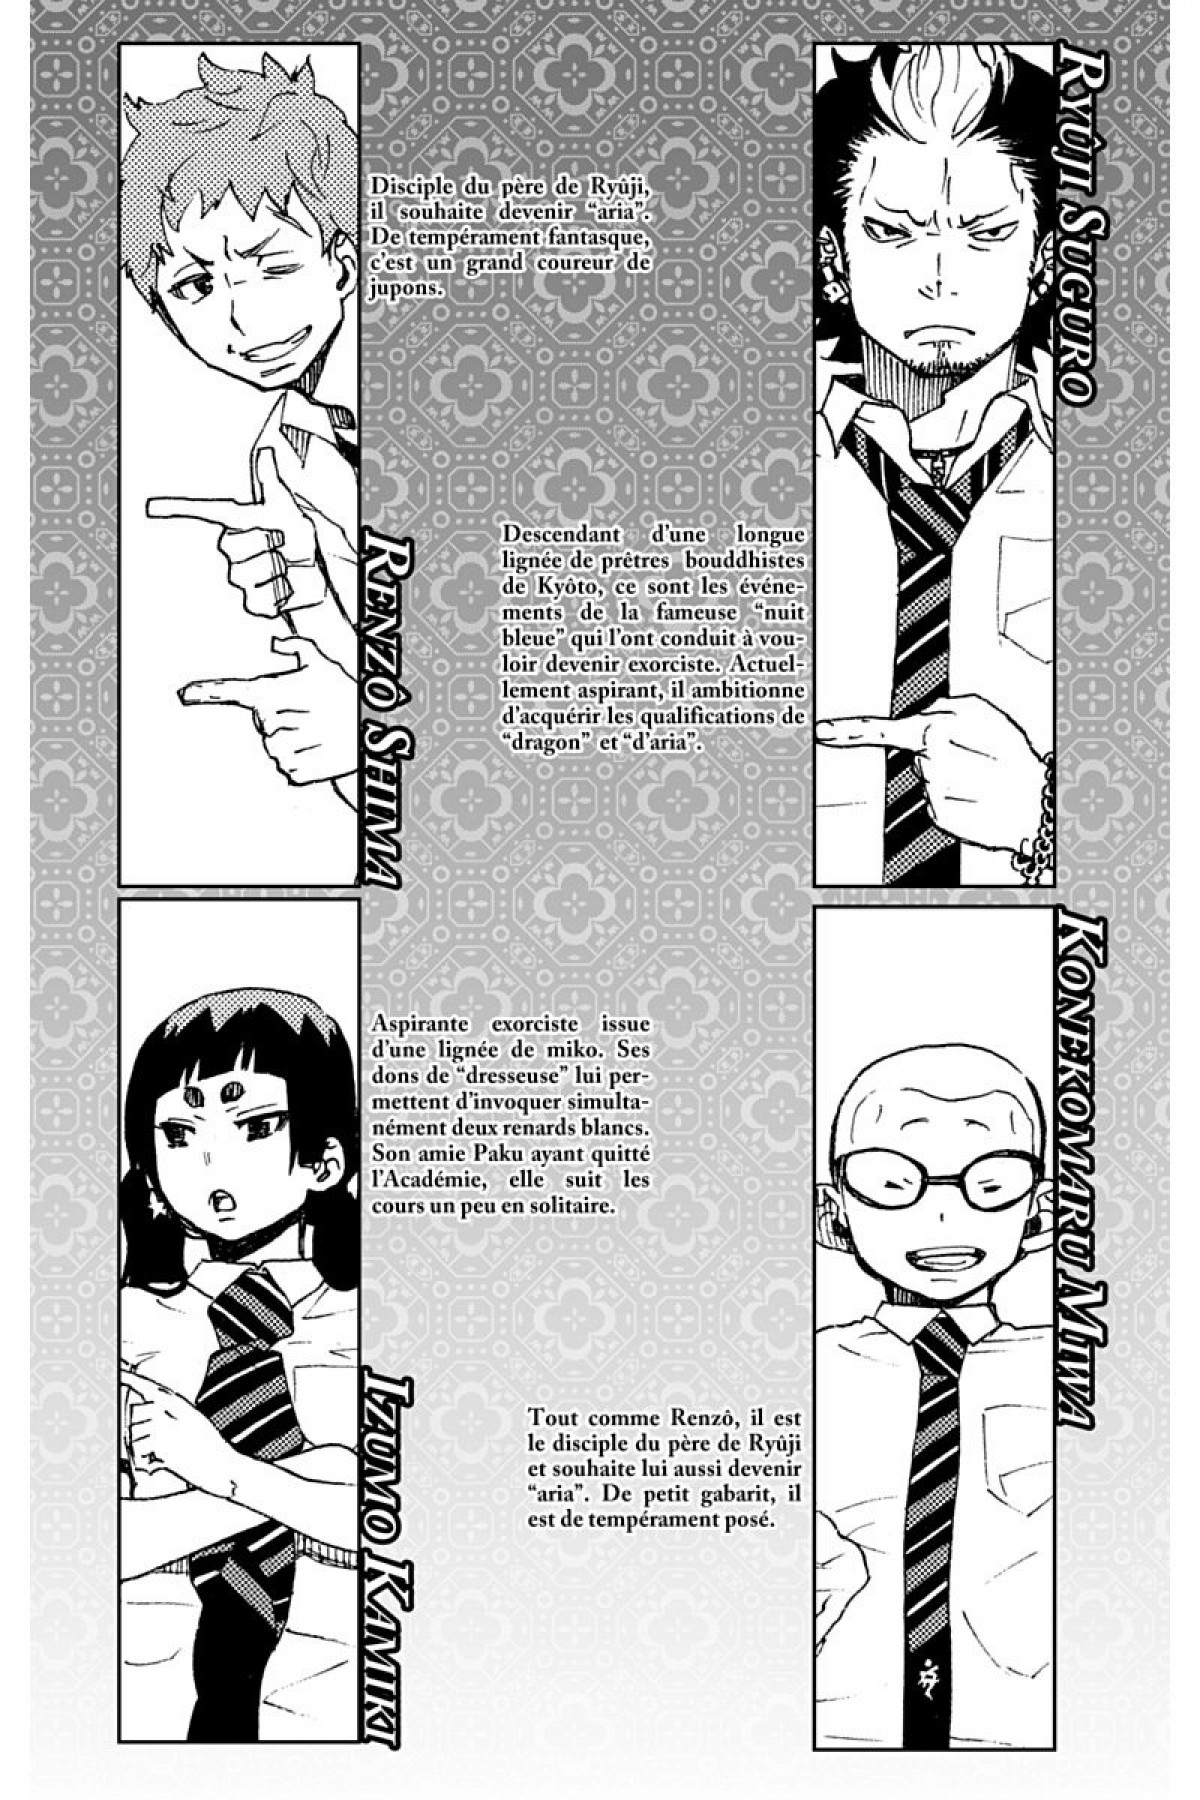 RYÛJI SUGURO
Descendant d'une longue
lignée de prêtres bouddhistes
de Kyôto, ce sont les événe-
ments de la fameuse “nuit
bleue” qui l'ont conduit à vou-
loir devenir exorciste. Actuel-
lement aspirant, il ambitionne
d'acquérir les qualifications de
“dragon” et “d'aria”.
Disciple du père de Ryûji,
il souhaite devenir “aria”.
De tempérament fantasque,
c'est un grand coureur de
jupons.
RENZÔ SHIMA
KONEKOMARU MIWA
Tout comme Renzô, il est
le disciple du père de Ryûji
et souhaite lui aussi devenir
“aria”. De petit gabarit, il
est de tempérament posé.
Aspirante exorciste issue
d'une lignée de miko. Ses
dons de “dresseuse” lui per-
mettent d'invoquer simulta-
nément deux renards blancs.
Son amie Paku ayant quitté
l'Académie, elle suit les
cours un peu en solitaire.
IZUMO KAMIKI